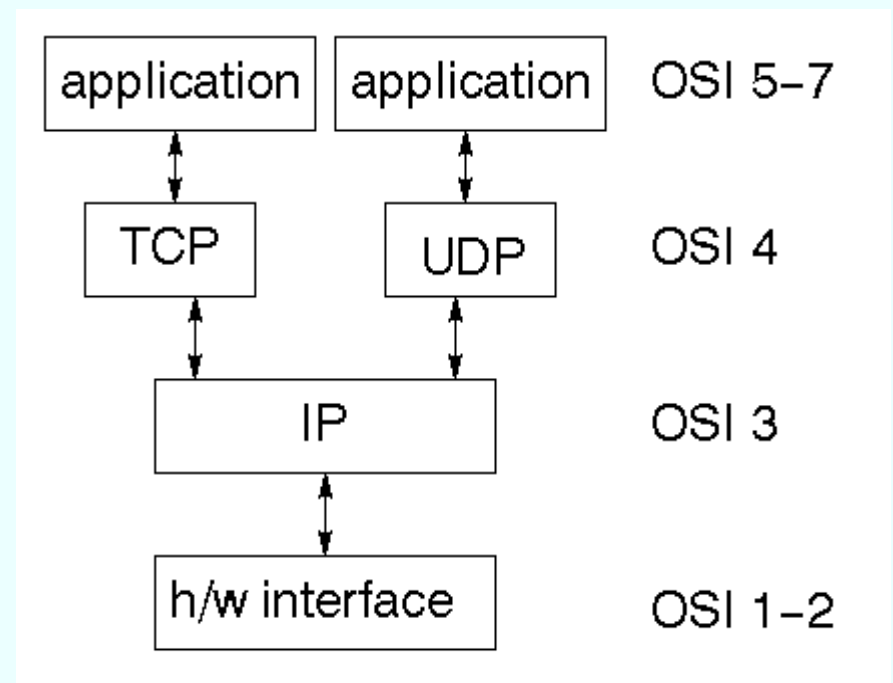 application application OSI 5–7
TCP UDP OSI 4
IP OSI 3
h/w interface OSI 1–2